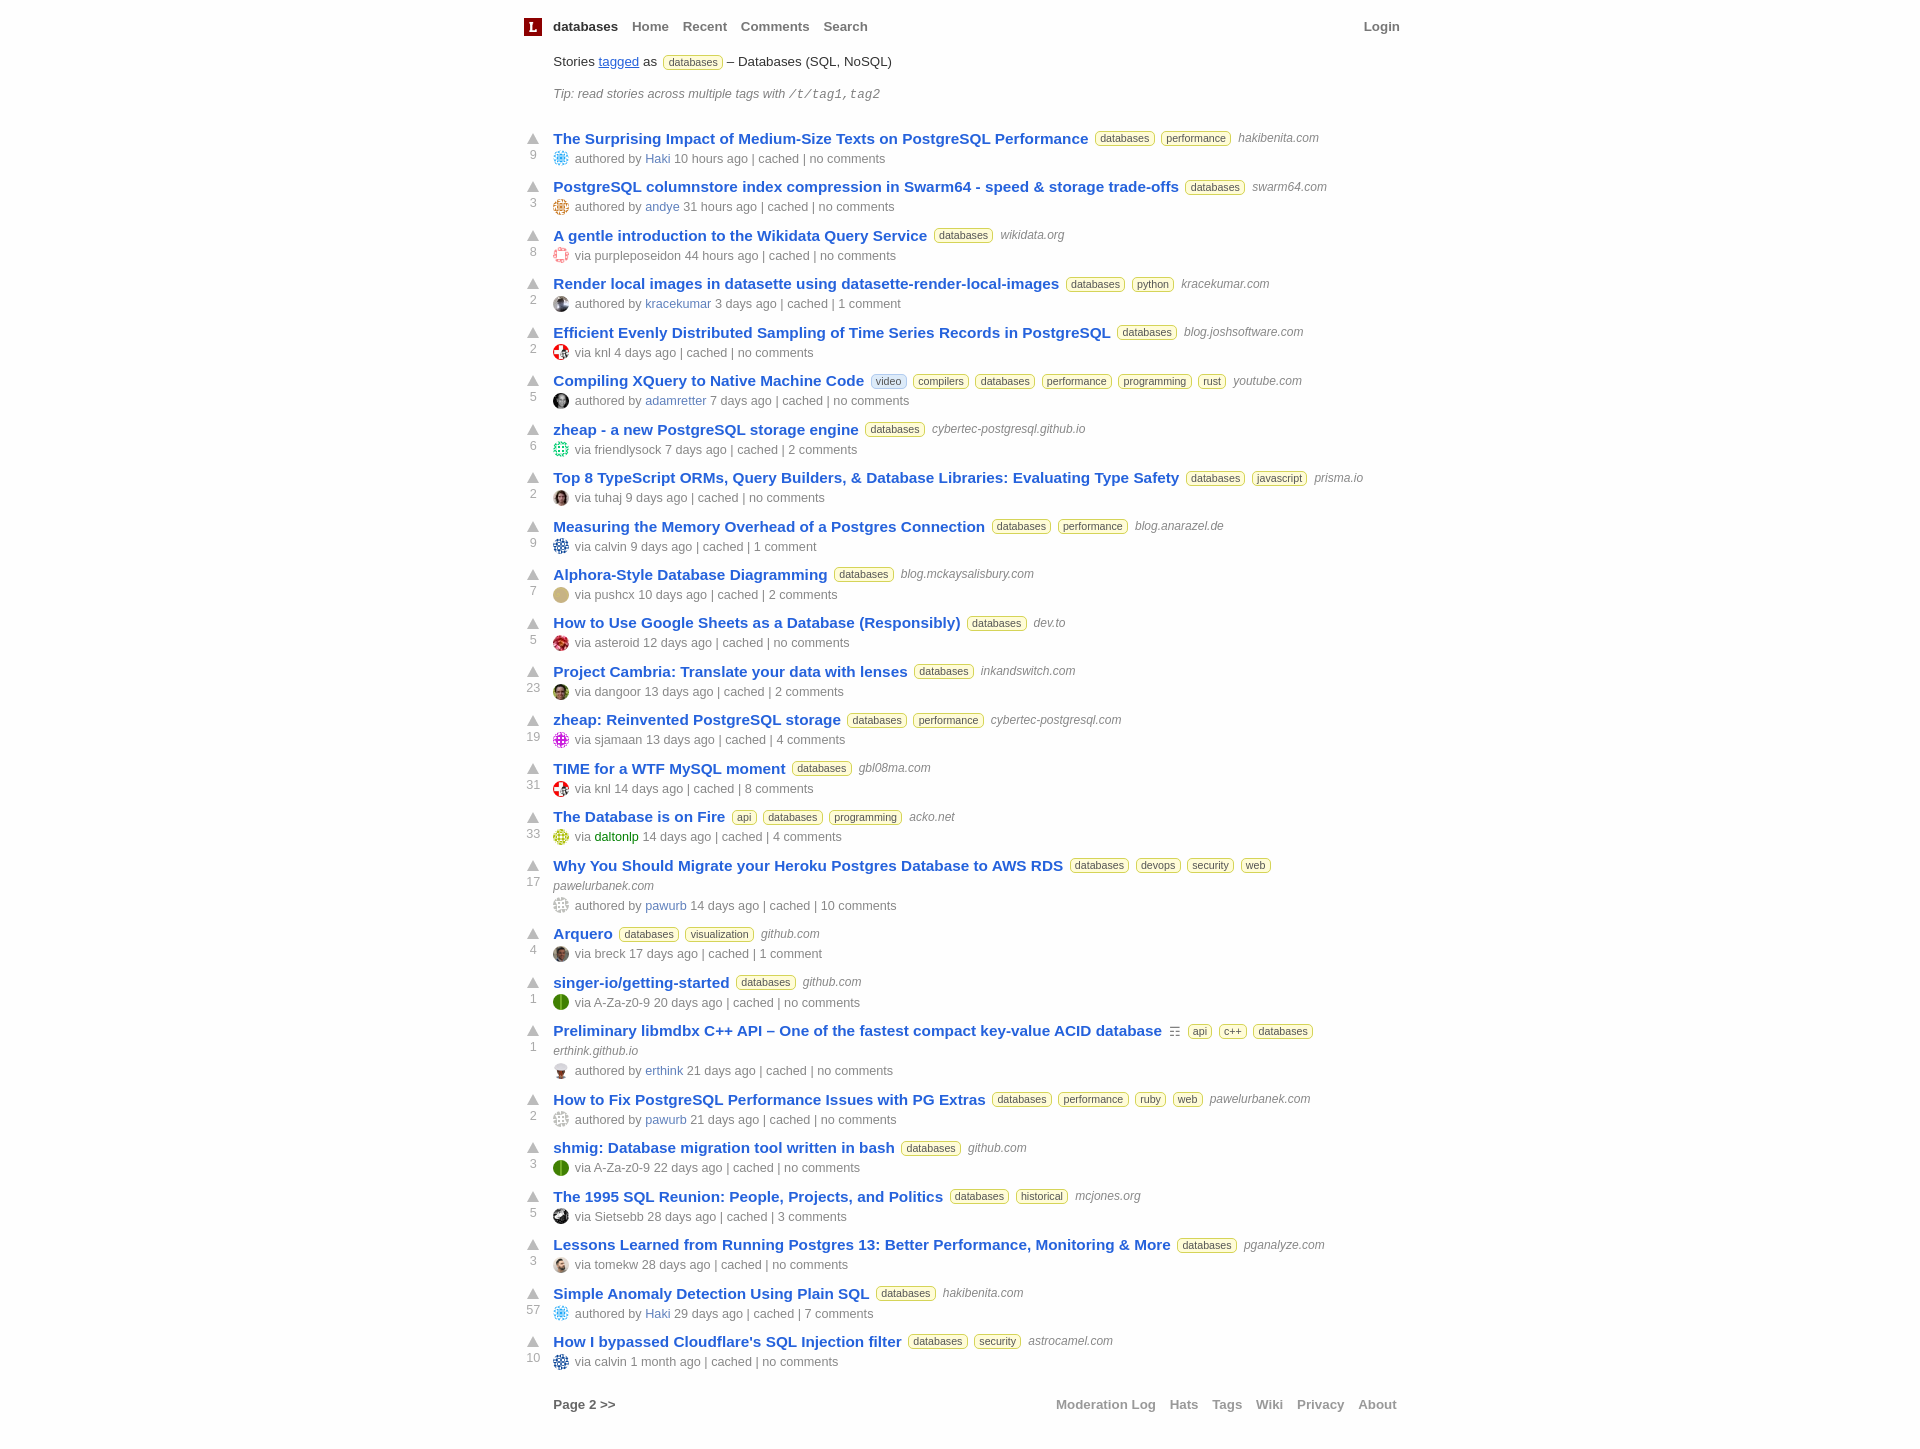 L databases Home Recent Comments Search Login
Stories tagged as databases – Databases (SQL, NoSQL)
Tip: read stories across multiple tags with /t/tag1,tag2
The Surprising Impact of Medium-Size Texts on PostgreSQL Performance databases performance hakibenita.com
9 authored by Haki 10 hours ago | cached | no comments
PostgreSQL columnstore index compression in Swarm64 - speed & storage trade-offs databases swarm64.com
3 authored by andye 31 hours ago | cached | no comments
A gentle introduction to the Wikidata Query Service databases wikidata.org
8 via purpleposeidon 44 hours ago | cached | no comments
Render local images in datasette using datasette-render-local-images databases python kracekumar.com
2 authored by kracekumar 3 days ago | cached | 1 comment
Efficient Evenly Distributed Sampling of Time Series Records in PostgreSQL databases blog.joshsoftware.com
2 via knl 4 days ago | cached | no comments
Compiling XQuery to Native Machine Code video compilers databases performance programming rust youtube.com
5 authored by adamretter 7 days ago | cached | no comments
zheap - a new PostgreSQL storage engine databases cybertec-postgresql.github.io
6 via friendlysock 7 days ago | cached | 2 comments
Top 8 TypeScript ORMs, Query Builders, & Database Libraries: Evaluating Type Safety databases javascript prisma.io
2 via tuhaj 9 days ago | cached | no comments
Measuring the Memory Overhead of a Postgres Connection databases performance blog.anarazel.de
9 via calvin 9 days ago | cached | 1 comment
Alphora-Style Database Diagramming databases blog.mckaysalisbury.com
7 via pushcx 10 days ago | cached | 2 comments
How to Use Google Sheets as a Database (Responsibly) databases dev.to
5 via asteroid 12 days ago | cached | no comments
Project Cambria: Translate your data with lenses databases inkandswitch.com
23 via dangoor 13 days ago | cached | 2 comments
zheap: Reinvented PostgreSQL storage databases performance cybertec-postgresql.com
19 via sjamaan 13 days ago | cached | 4 comments
TIME for a WTF MySQL moment databases gbl08ma.com
31 via knl 14 days ago | cached | 8 comments
The Database is on Fire api databases programming acko.net
33 via daltonlp 14 days ago | cached | 4 comments
Why You Should Migrate your Heroku Postgres Database to AWS RDS databases devops security web
17 pawelurbanek.com
authored by pawurb 14 days ago | cached | 10 comments
Arquero databases visualization github.com
4 via breck 17 days ago | cached | 1 comment
singer-io/getting-started databases github.com
1 via A-Za-z0-9 20 days ago | cached | no comments
Preliminary libmdbx C++ API – One of the fastest compact key-value ACID database ☶ api c++ databases
1 erthink.github.io
authored by erthink 21 days ago | cached | no comments
How to Fix PostgreSQL Performance Issues with PG Extras databases performance ruby web pawelurbanek.com
2 authored by pawurb 21 days ago | cached | no comments
shmig: Database migration tool written in bash databases github.com
3 via A-Za-z0-9 22 days ago | cached | no comments
The 1995 SQL Reunion: People, Projects, and Politics databases historical mcjones.org
5 via Sietsebb 28 days ago | cached | 3 comments
Lessons Learned from Running Postgres 13: Better Performance, Monitoring & More databases pganalyze.com
3 via tomekw 28 days ago | cached | no comments
Simple Anomaly Detection Using Plain SQL databases hakibenita.com
57 authored by Haki 29 days ago | cached | 7 comments
How I bypassed Cloudflare's SQL Injection filter databases security astrocamel.com
10 via calvin 1 month ago | cached | no comments
Page 2 >> Moderation Log Hats Tags Wiki Privacy About